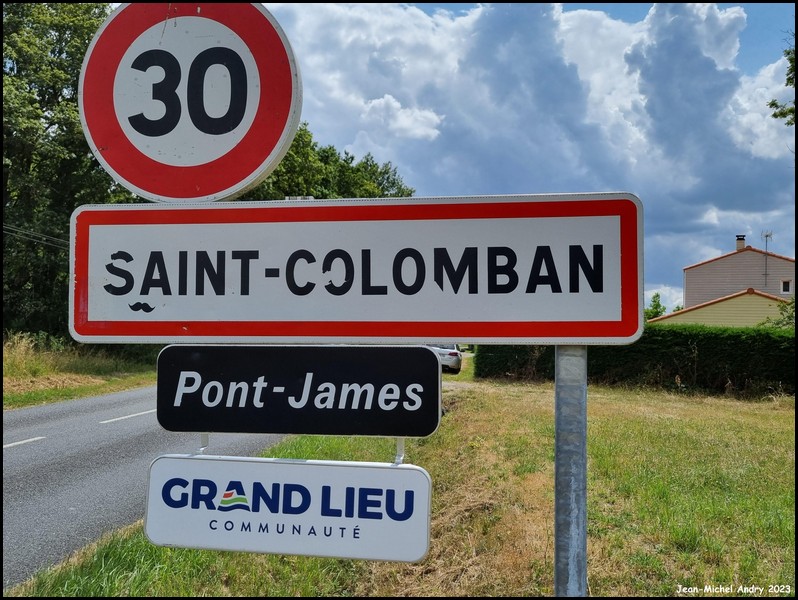 30
SAINT-COLOMBAN
Pont-James
GRAND LIEU
COMMUNAUTÉ
Jean-Michel Andry 2023